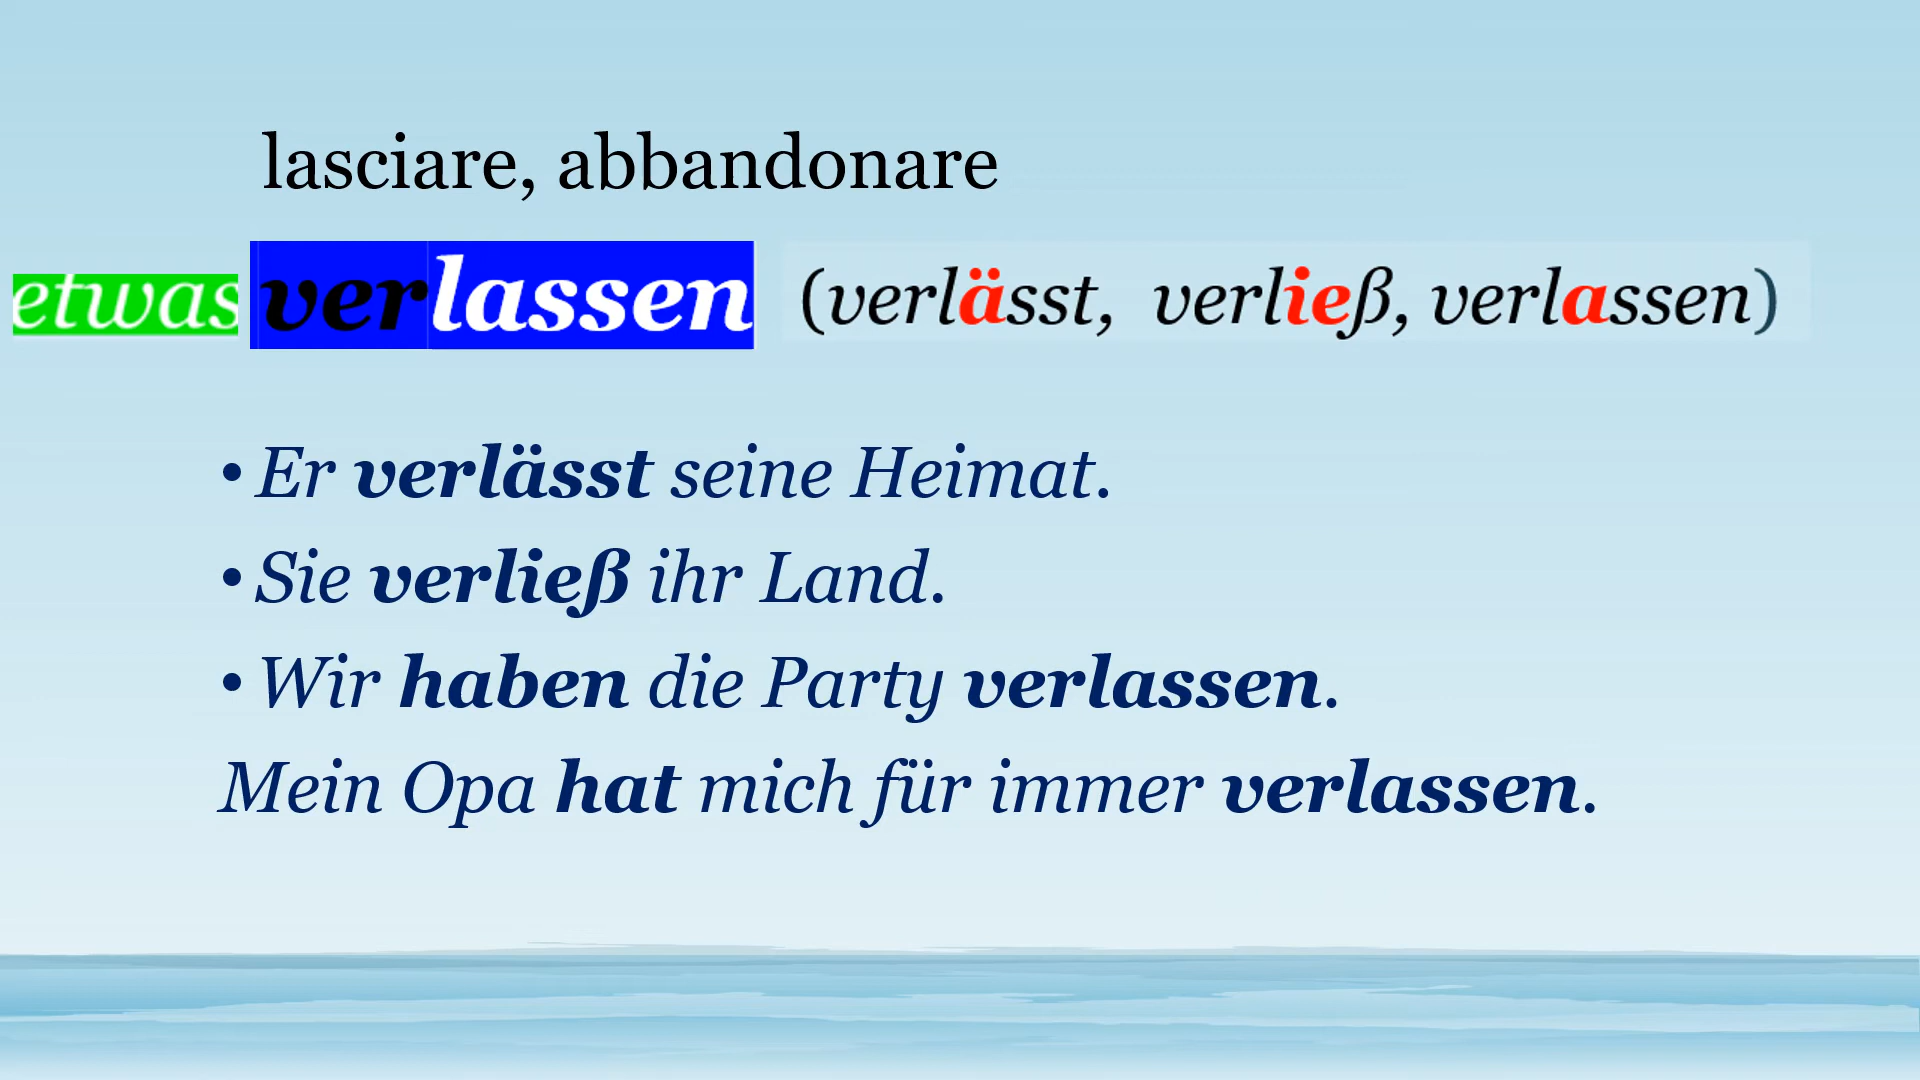 lasciare, abbandonare
etwas verlassen (verlässt, verließ, verlassen)
• Er verlässt seine Heimat.
• Sie verließ ihr Land.
• Wir haben die Party verlassen.
Mein Opa hat mich für immer verlassen.